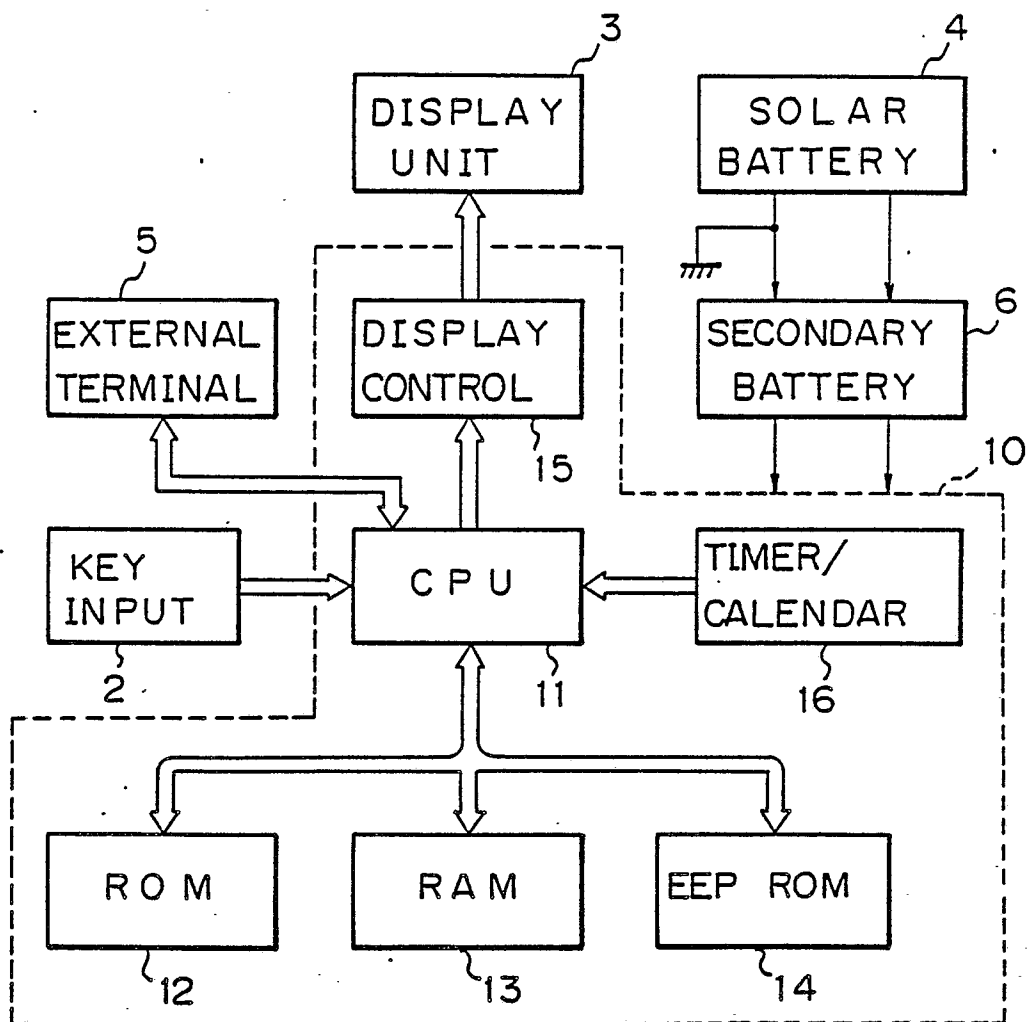 3
4
DISPLAY
UNIT
SOLAR
BATTERY
5
6
EXTERNAL
TERMINAL
DISPLAY
CONTROL
SECONDARY
BATTERY
15
10
KEY
INPUT
CPU
TIMER/
CALENDAR
2
11
16
ROM
RAM
EEP ROM
12
13
14